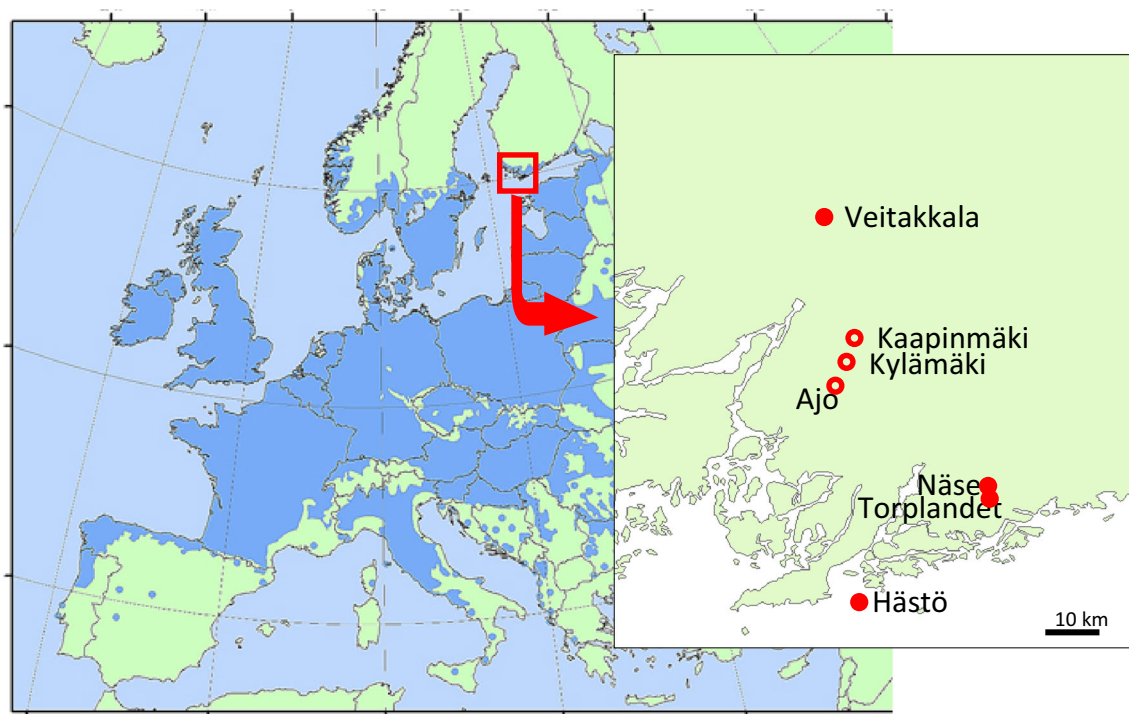 Veitakkala
Kaapinmäki
Kylämäki
Ajo
Näse
Torplandet
Hästö
10 km